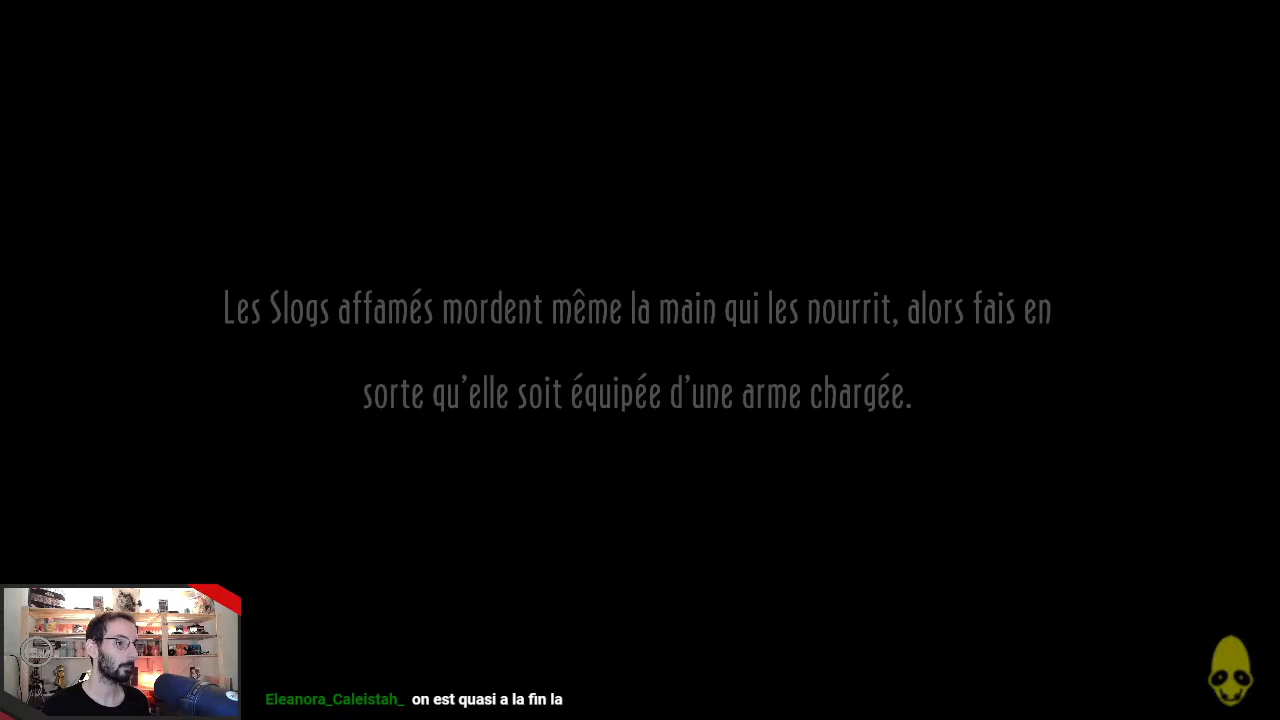 Les Slogs affamés mordent même la main qui les nourrit, alors fais en
sorte qu’elle soit équipée d’une arme chargée.
Eleanora_Caleistah_ on est quasi a la fin la